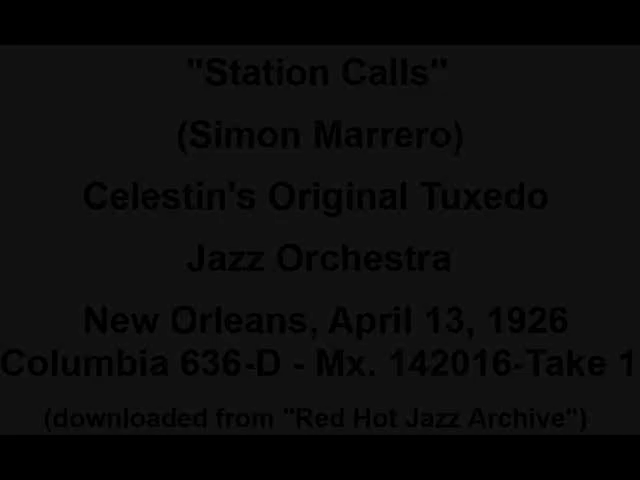 "Station Calls"
(Simon Marrero)
Celestin's Original Tuxedo
Jazz Orchestra
New Orleans, April 13, 1926
Columbia 636-D - Mx. 142016-Take 1
(downloaded from "Red Hot Jazz Archive")